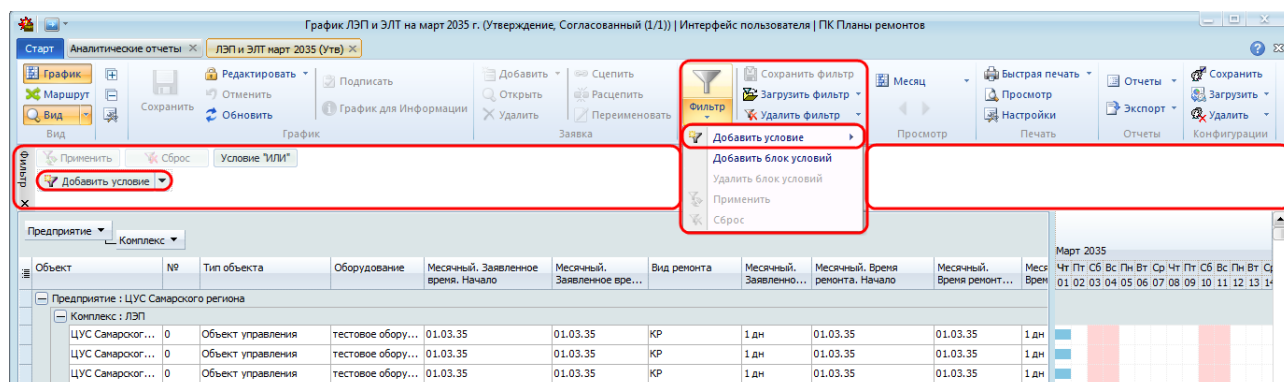 График ЛЭП и ЭЛТ на март 2035 г. (Утверждение, Согласованный (1/1)) | Интерфейс пользователя | ПК Планы ремонтов
Старт Аналитические отчеты ЛЭП и ЭЛТ март 2035 (Утв)
График Редактировать Подписать Добавить Сцепить Сохранить фильтр Месяц Быстрая печать Отчеты Сохранить
Маршрут Сохранить Отменить График для Информации Открыть Расцепить Фильтр Загрузить фильтр Просмотр Экспорт Загрузить
Вид Обновить Удалить Переименовать Удалить фильтр Настройки Удалить
Вид График Заявка Просмотр Печать Отчеты Конфигурации
Фильтр
Применить Сброс Условие "ИЛИ"
Добавить условие
Добавить условие
Добавить блок условий
Удалить блок условий
Применить
Сброс
Предприятие
Комплекс
Март 2035
Объект № Тип объекта Оборудование Месячный. Заявленное время. Начало Месячный. Заявленное вре... Вид ремонта Месячный. Заявленно... Месячный. Время ремонта. Начало Месячный. Время ремонт... Меся Врем
Чт Пт Сб Вс Пн Вт Ср Чт Пт Сб Вс Пн Вт Ср
01 02 03 04 05 06 07 08 09 10 11 12 13 14
Предприятие : ЦУС Самарского региона
Комплекс : ЛЭП
ЦУС Самарског... 0 Объект управления тестовое обору... 01.03.35 01.03.35 КР 1 дн 01.03.35 01.03.35 1 дн
ЦУС Самарског... 0 Объект управления тестовое обору... 01.03.35 01.03.35 КР 1 дн 01.03.35 01.03.35 1 дн
ЦУС Самарског... 0 Объект управления тестовое обору... 01.03.35 01.03.35 КР 1 дн 01.03.35 01.03.35 1 дн